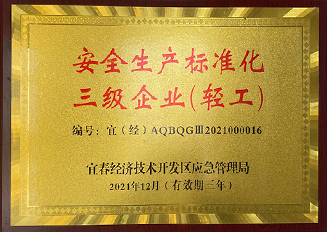 安全生产标准化
三级企业(轻工)
编号：宜（经）AQBQGⅢ2021000016
宜春经济技术开发区应急管理局
2021年12月（有效期三年）